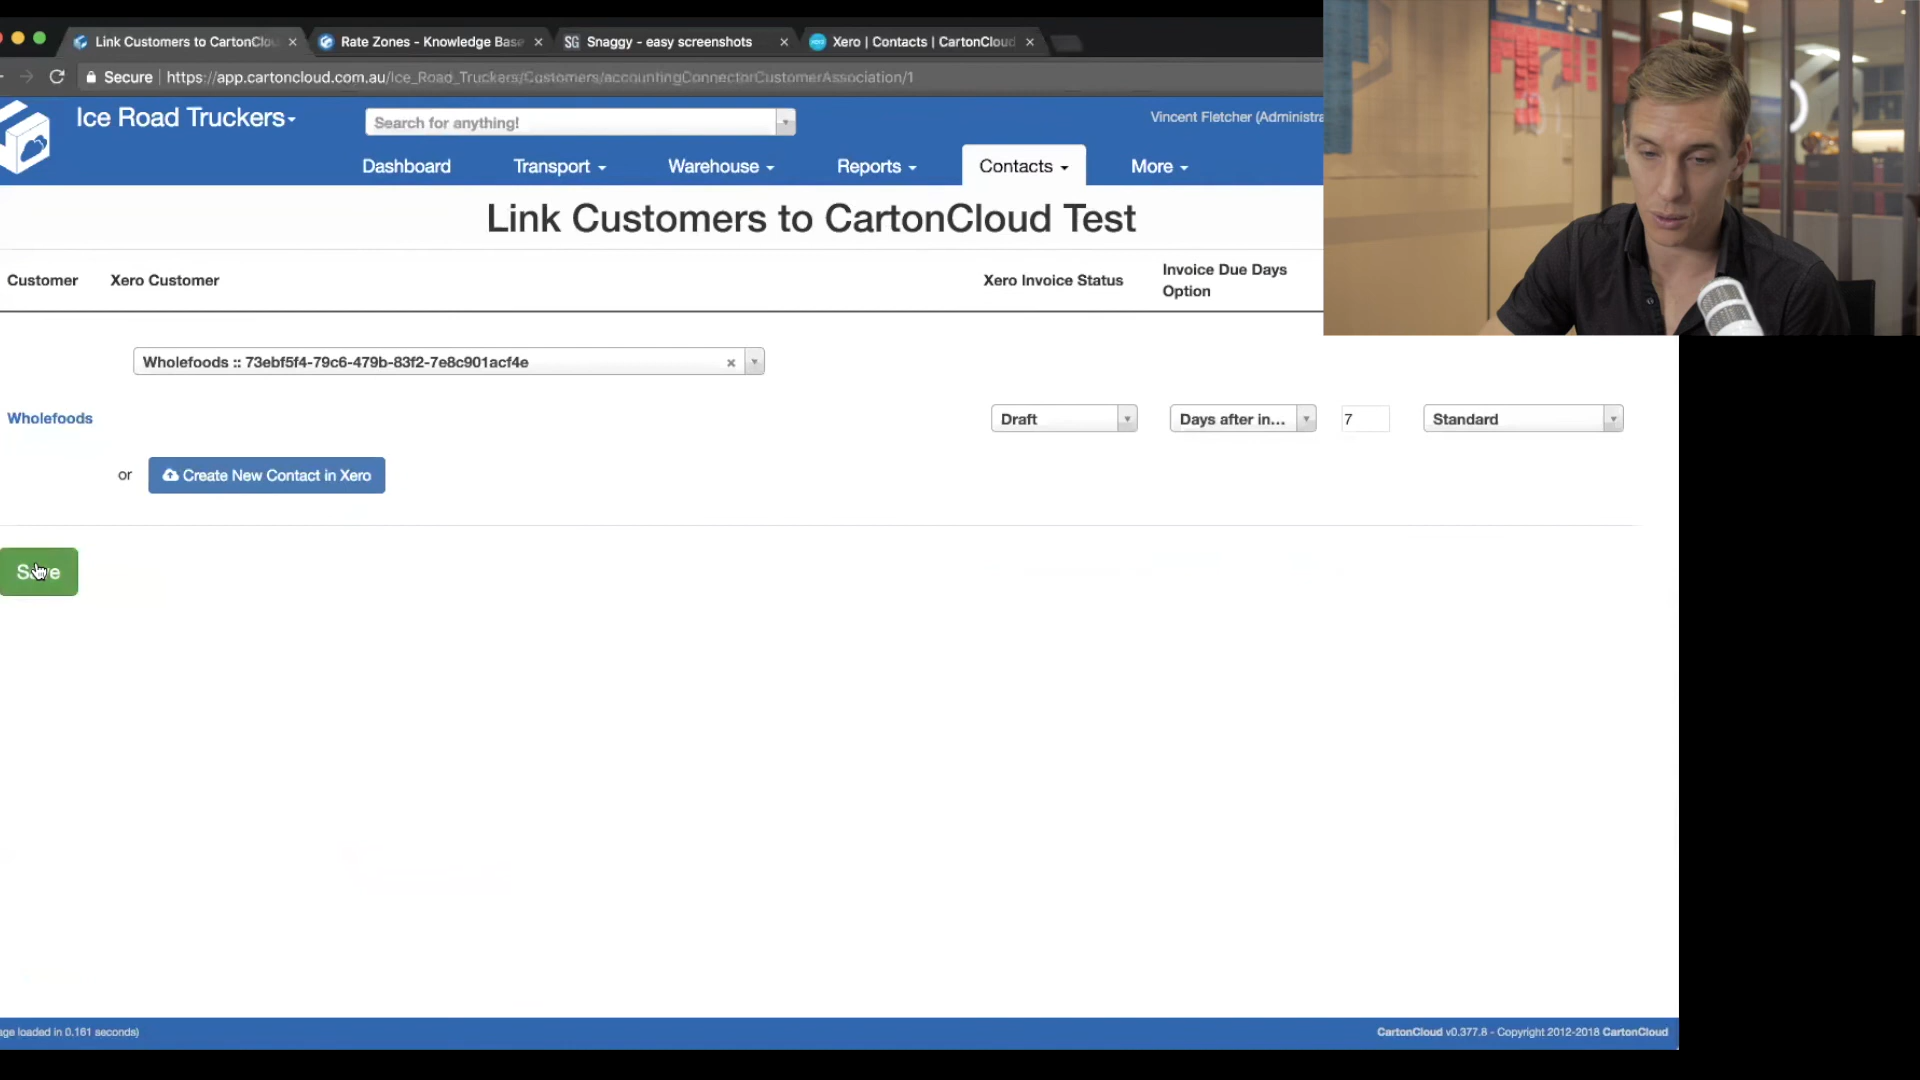 Link Customers to CartonClou
Rate Zones - Knowledge Base
SG Snaggy - easy screenshots
xero Xero | Contacts | CartonCloud
Secure https://app.cartoncloud.com.au/Ice_Road_Truckers/Customers/accountingConnectorCustomerAssociation/1
Ice Road Truckers
Search for anything!
Vincent Fletcher (Administra
Dashboard Transport Warehouse Reports Contacts More
Link Customers to CartonCloud Test
Customer Xero Customer Xero Invoice Status Invoice Due Days
Option
Wholefoods :: 73ebf5f4-79c6-479b-83f2-7e8c901acf4e
Wholefoods Draft Days after in... 7 Standard
or Create New Contact in Xero
Save
age loaded in 0.161 seconds) CartonCloud v0.377.8 - Copyright 2012-2018 CartonCloud